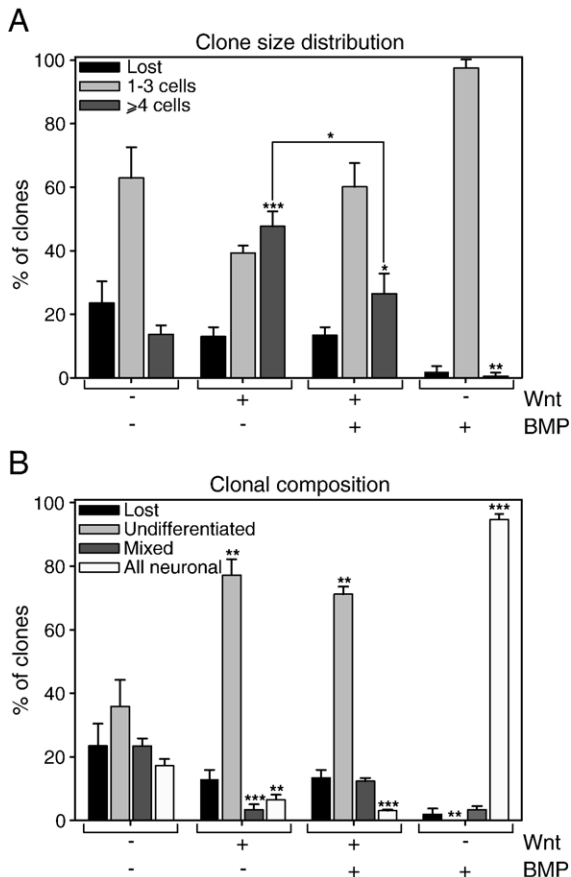 A
Clone size distribution
Lost
1-3 cells
⩾4 cells
% of clones
100
80
60
40
20
0
*
***
*
**
- + + - Wnt
- - + + BMP
B
Clonal composition
Lost
Undifferentiated
Mixed
All neuronal
% of clones
100
80
60
40
20
0
**
***
**
**
***
**
***
- + + - Wnt
- - + + BMP